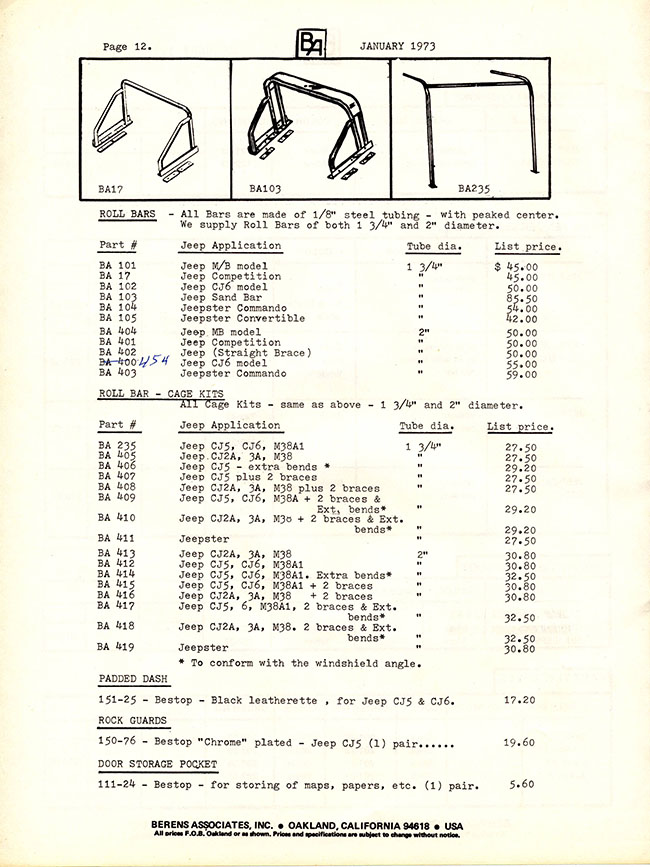 Page 12. BA JANUARY 1973
BA17 BA103 BA235
ROLL BARS - All Bars are made of 1/8" steel tubing - with peaked center.
We supply Roll Bars of both 1 3/4" and 2" diameter.
Part # Jeep Application Tube dia. List price.
BA 101 Jeep M/B model 1 3/4" $ 45.00
BA 17 Jeep Competition " 45.00
BA 102 Jeep CJ6 model " 50.00
BA 103 Jeep Sand Bar " 85.50
BA 104 Jeepster Commando " 54.00
BA 105 Jeepster Convertible " 42.00
BA 404 Jeep MB model 2" 50.00
BA 401 Jeep Competition " 50.00
BA 402 Jeep (Straight Brace) " 50.00
BA 400 454 Jeep CJ6 model " 55.00
BA 403 Jeepster Commando " 59.00
ROLL BAR - CAGE KITS
All Cage Kits - same as above - 1 3/4" and 2" diameter.
Part # Jeep Application Tube dia. List price.
BA 235 Jeep CJ5, CJ6, M38A1 1 3/4" 27.50
BA 405 Jeep CJ2A, 3A, M38 " 27.50
BA 406 Jeep CJ5 - extra bends * " 29.20
BA 407 Jeep CJ5 plus 2 braces " 27.50
BA 408 Jeep CJ2A, 3A, M38 plus 2 braces " 27.50
BA 409 Jeep CJ5, CJ6, M38A + 2 braces &
Ext, bends* " 29.20
BA 410 Jeep CJ2A, 3A, M38 + 2 braces & Ext.
bends* " 29.20
BA 411 Jeepster " 27.50
BA 413 Jeep CJ2A, 3A, M38 2" 30.80
BA 412 Jeep CJ5, CJ6, M38A1 " 30.80
BA 414 Jeep CJ5, CJ6, M38A1. Extra bends* " 32.50
BA 415 Jeep CJ5, CJ6, M38A1 + 2 braces " 30.80
BA 416 Jeep CJ2A, 3A, M38 + 2 braces " 30.80
BA 417 Jeep CJ5, 6, M38A1, 2 braces & Ext.
bends* " 32.50
BA 418 Jeep CJ2A, 3A, M38. 2 braces & Ext.
bends* " 32.50
BA 419 Jeepster " 30.80
* To conform with the windshield angle.
PADDED DASH
151-25 - Bestop - Black leatherette , for Jeep CJ5 & CJ6. 17.20
ROCK GUARDS
150-76 - Bestop "Chrome" plated - Jeep CJ5 (1) pair...... 19.60
DOOR STORAGE POCKET
111-24 - Bestop - for storing of maps, papers, etc. (1) pair. 5.60
BERENS ASSOCIATES, INC. • OAKLAND, CALIFORNIA 94618 • USA
All prices F.O.B. Oakland or as shown. Prices and specifications are subject to change without notice.